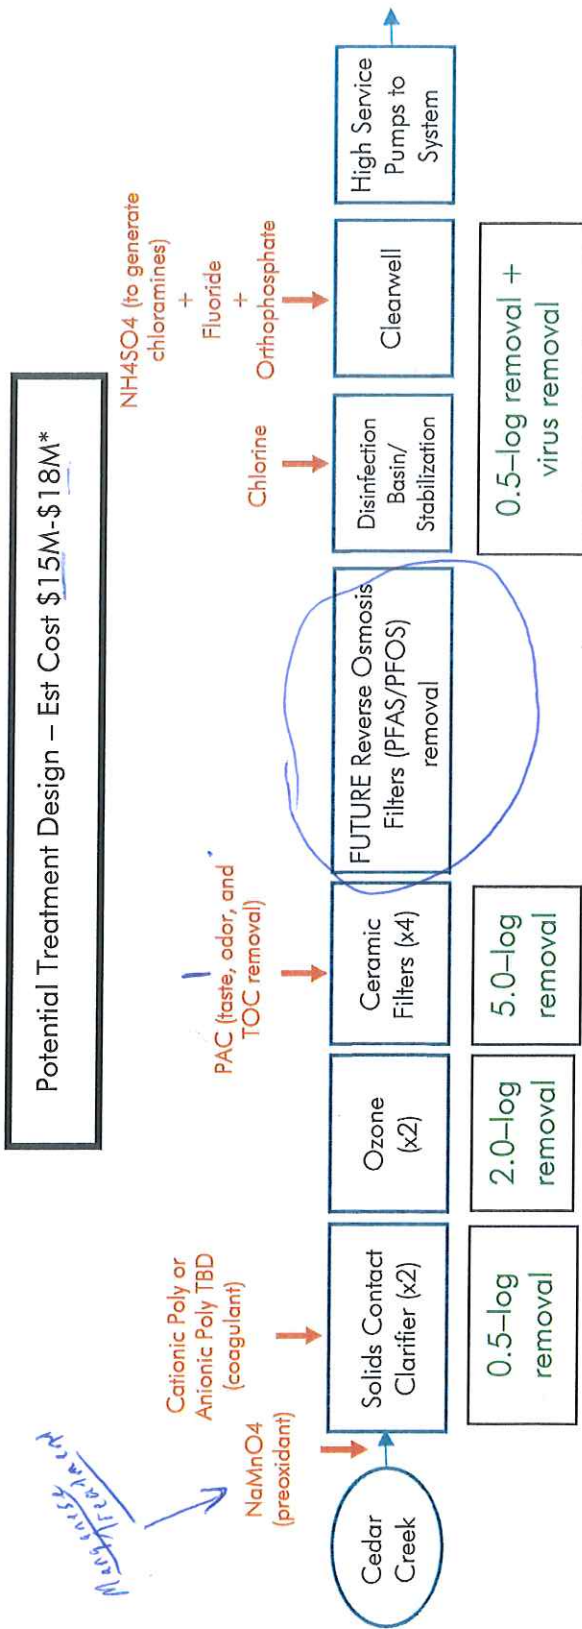 Potential Treatment Design – Est Cost $15M-$18M*
Manganese
Treatment
NaMnO4
(preoxidant)
Cationic Poly or
Anionic Poly TBD
(coagulant)
PAC (taste, odor, and
TOC removal)
Chlorine
NH4SO4 (to generate
chloramines)
+
Fluoride
+
Orthophosphate
Cedar
Creek
Solids Contact
Clarifier (x2)
Ozone
(x2)
Ceramic
Filters (x4)
FUTURE Reverse Osmosis
Filters (PFAS/PFOS)
removal
Disinfection
Basin/
Stabilization
Clearwell
High Service
Pumps to
System
0.5–log
removal
2.0–log
removal
5.0–log
removal
0.5–log removal +
virus removal